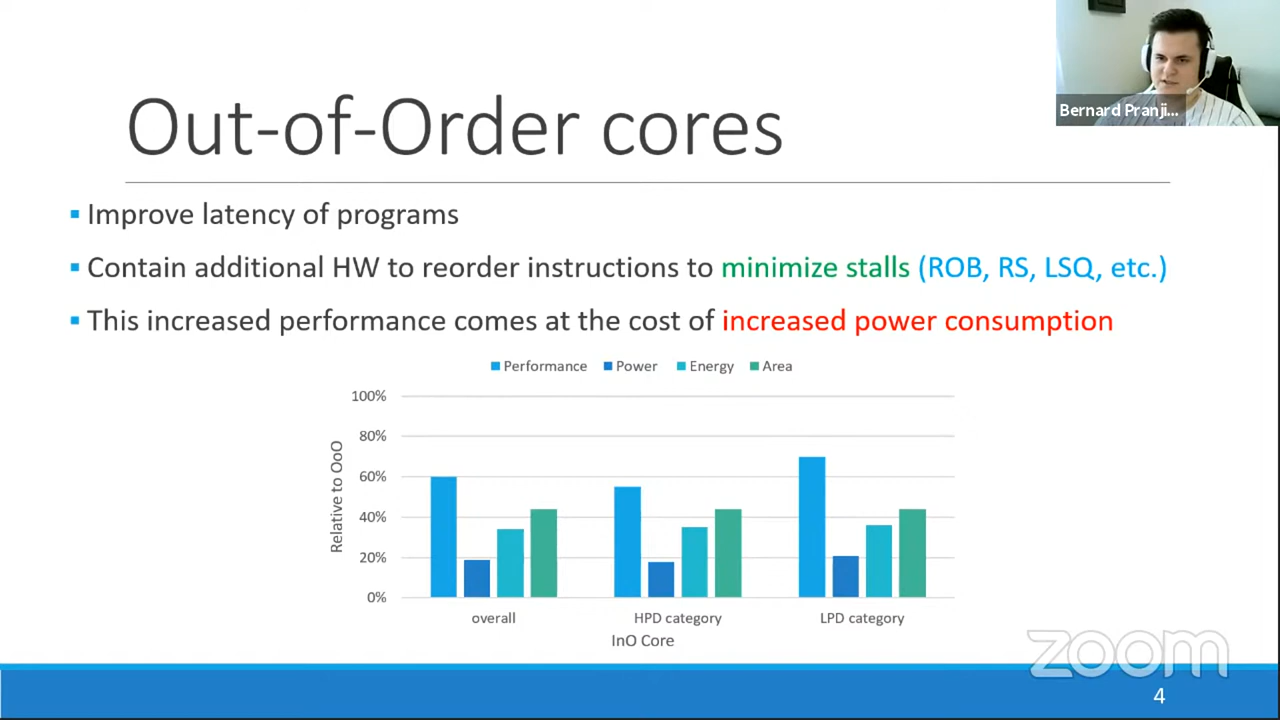 Bernard Pranji...
Out-of-Order cores
Improve latency of programs
Contain additional HW to reorder instructions to minimize stalls (ROB, RS, LSQ, etc.)
This increased performance comes at the cost of increased power consumption
Performance Power Energy Area
100%
80%
60%
40%
20%
0%
Relative to OoO
overall HPD category LPD category
InO Core
zoom
4